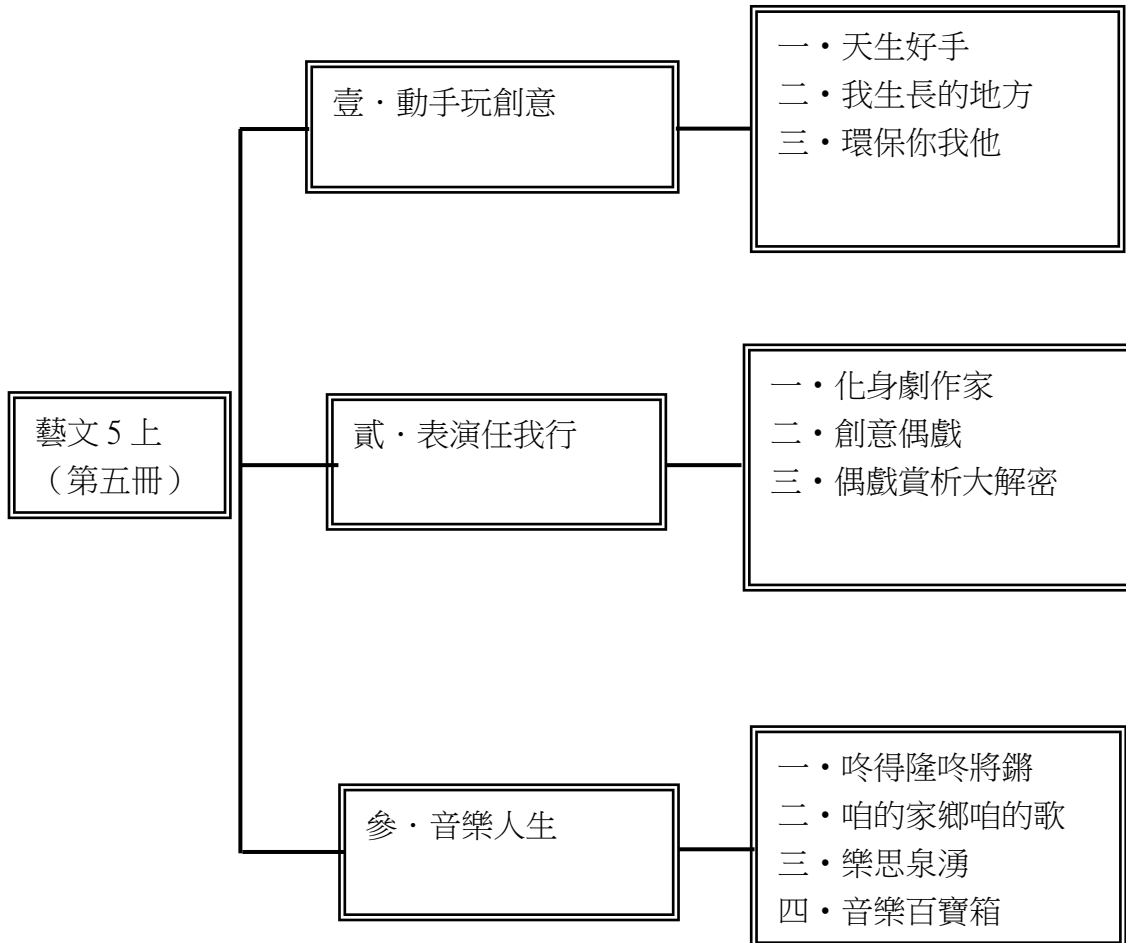 藝文 5 上
（第五冊）
壹．動手玩創意
一・天生好手
二・我生長的地方
三・環保你我他
貳．表演任我行
一・化身劇作家
二・創意偶戲
三・偶戲賞析大解密
參．音樂人生
一・咚得隆咚將鏘
二・咱的家鄉咱的歌
三・樂思泉湧
四・音樂百寶箱